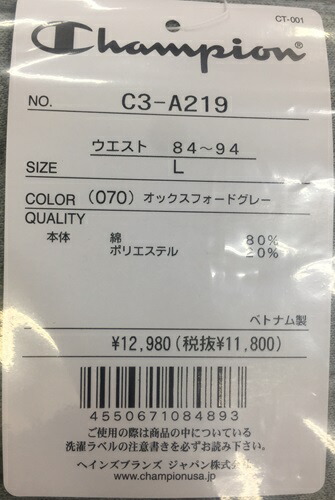 CT-001
Champion®
NO. C3-A219
ウエスト 84～94
SIZE L
COLOR (070) オックスフォードグレー
QUALITY
本体 綿 80%
ポリエステル 20%
ベトナム製
¥12,980(税抜¥11,800)
4550671084893
ご使用の際は商品の中についている
洗濯ラベルの注意書きを必ずお読み下さい。
ヘインズブランズ ジャパン株式会社
www.championusa.jp